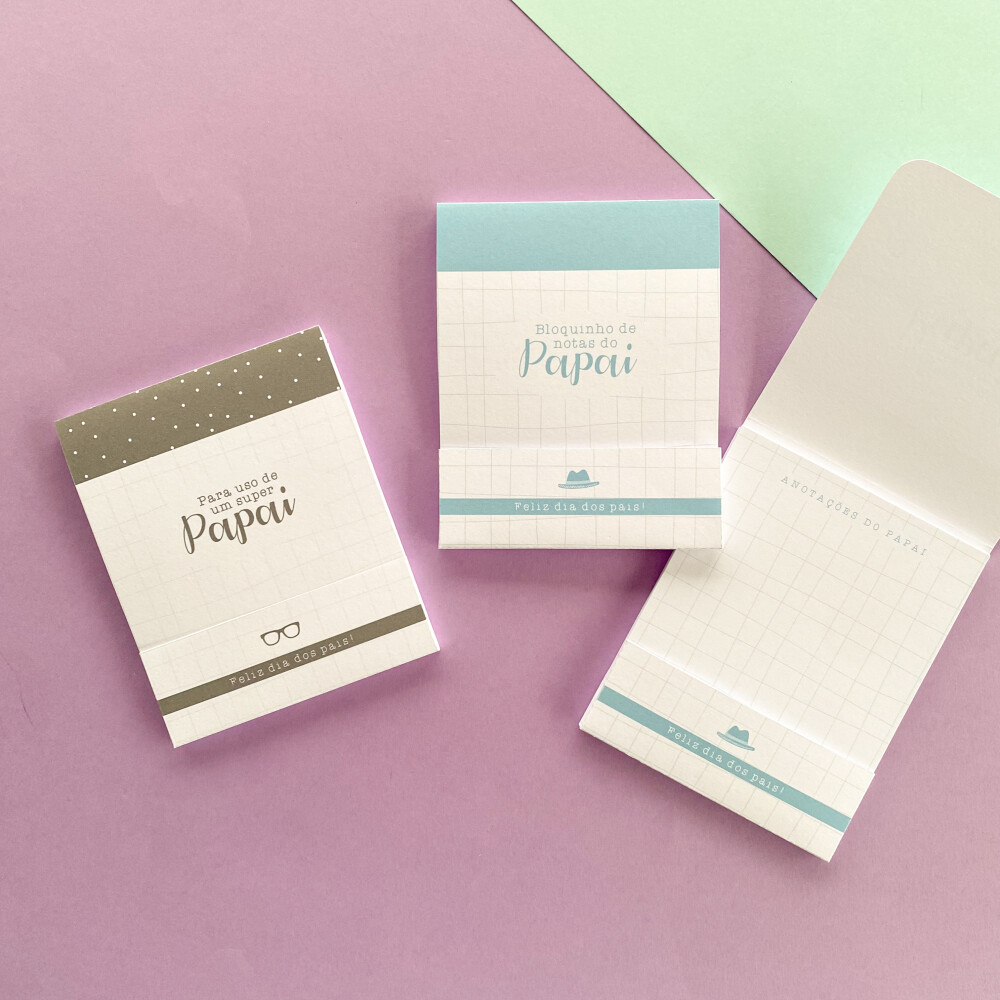 Para uso de
um super
Papai
Feliz dia dos pais!
Bloquinho de
notas do
Papai
Feliz dia dos pais!
ANOTAÇÕES DO PAPAI
Feliz dia dos pais!